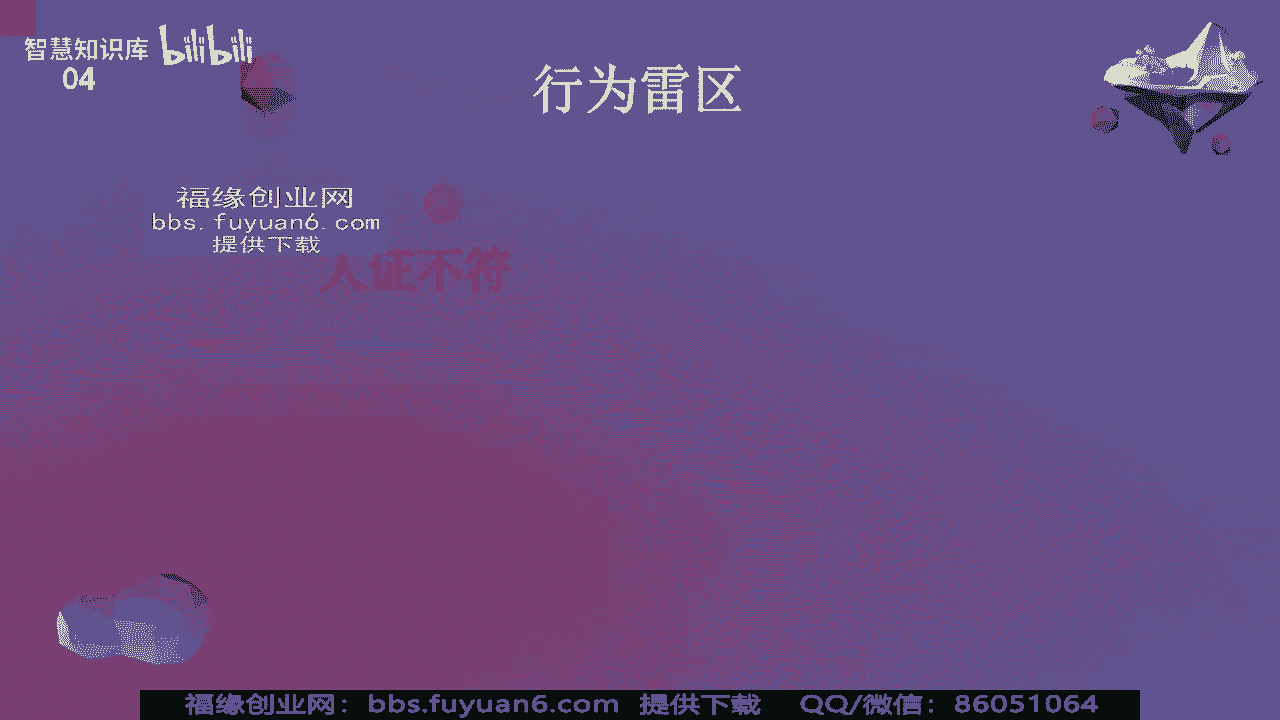 智慧知识库 bilibili
04
行为雷区
福缘创业网
bbs.fuyuan6.com
提供下载
人证不符
福缘创业网： bbs.fuyuan6.com 提供下载 QQ/微信： 86051064